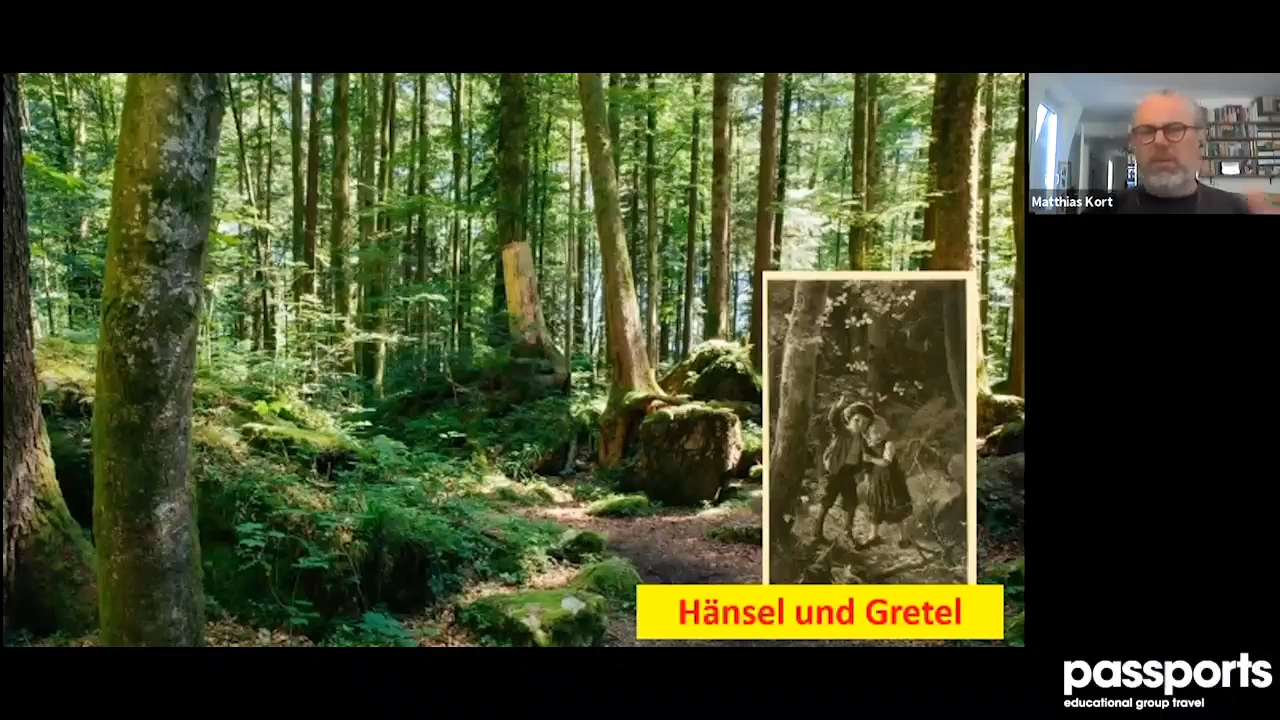 Matthias Kort
Hänsel und Gretel
passports
educational group travel